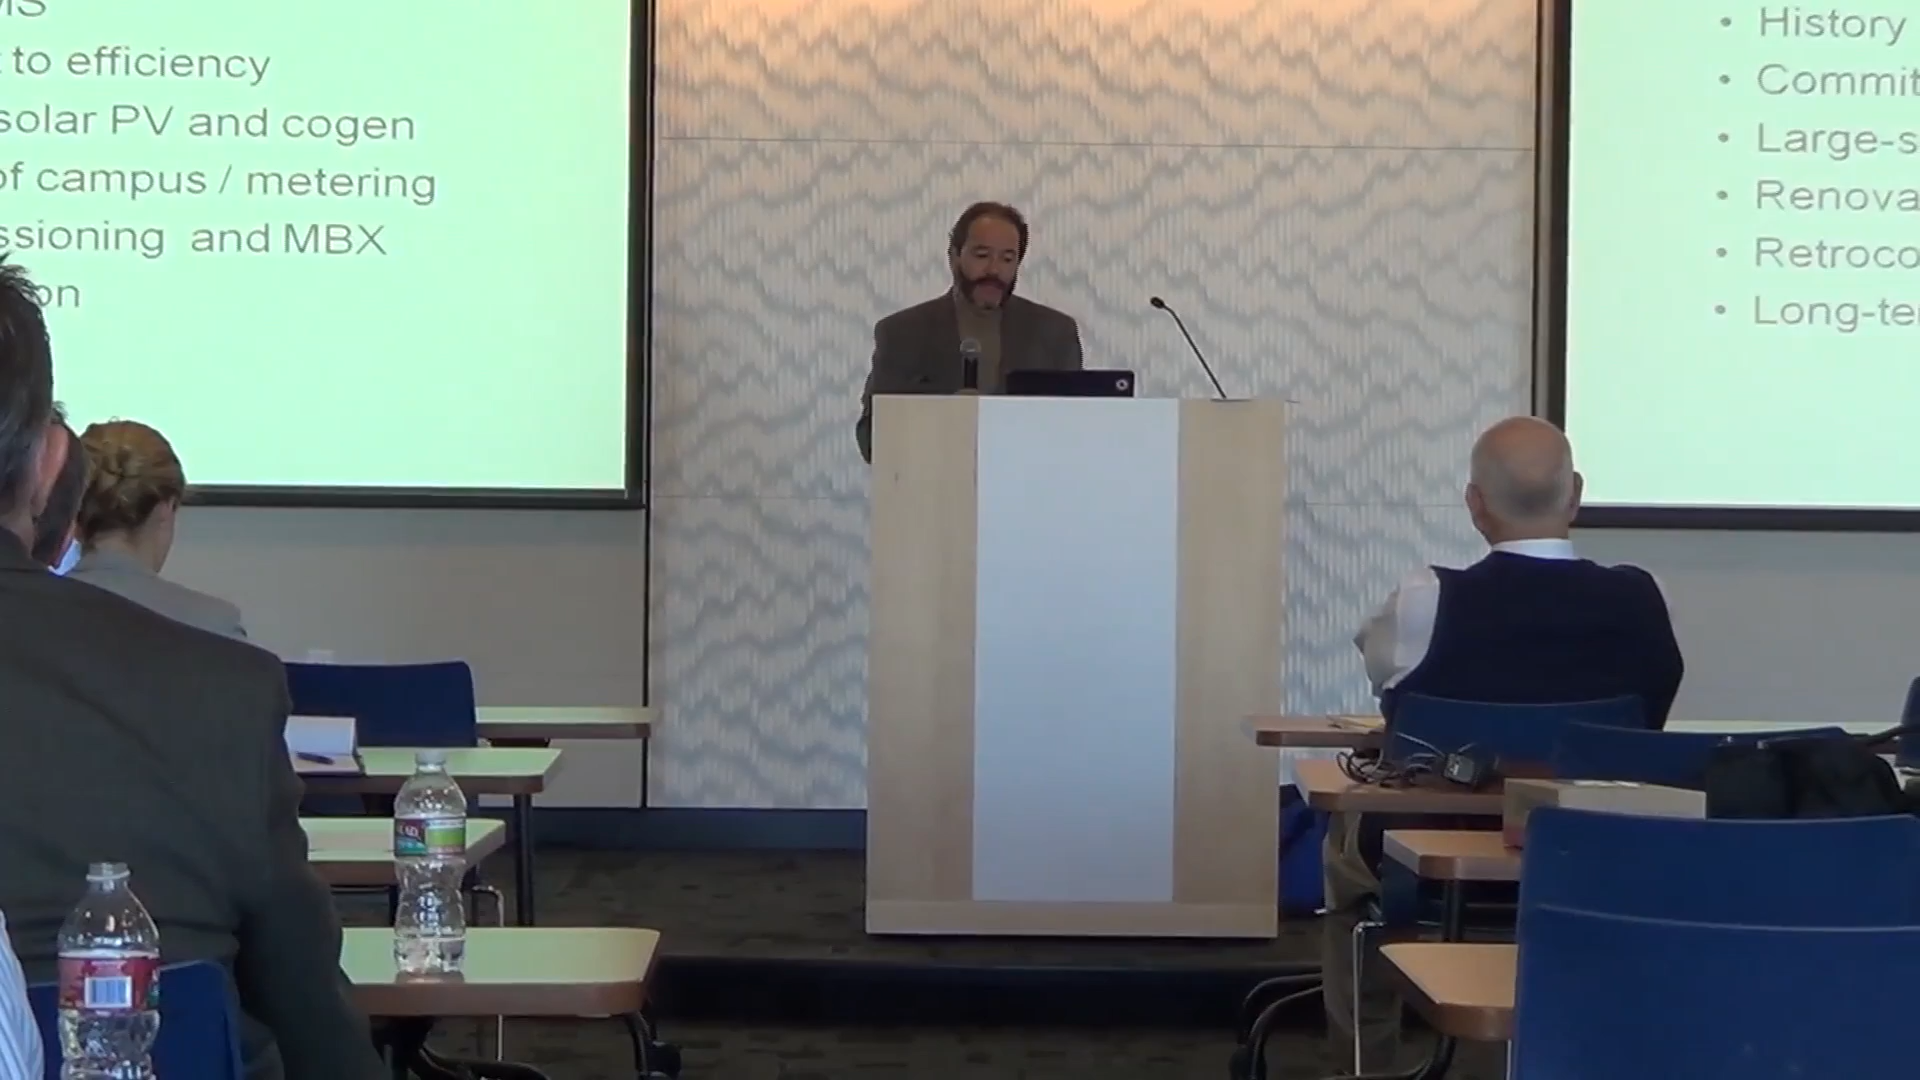 to efficiency
solar PV and cogen
of campus / metering
ssioning and MBX
on
• History
• Commit
• Large-s
• Renova
• Retroco
• Long-te